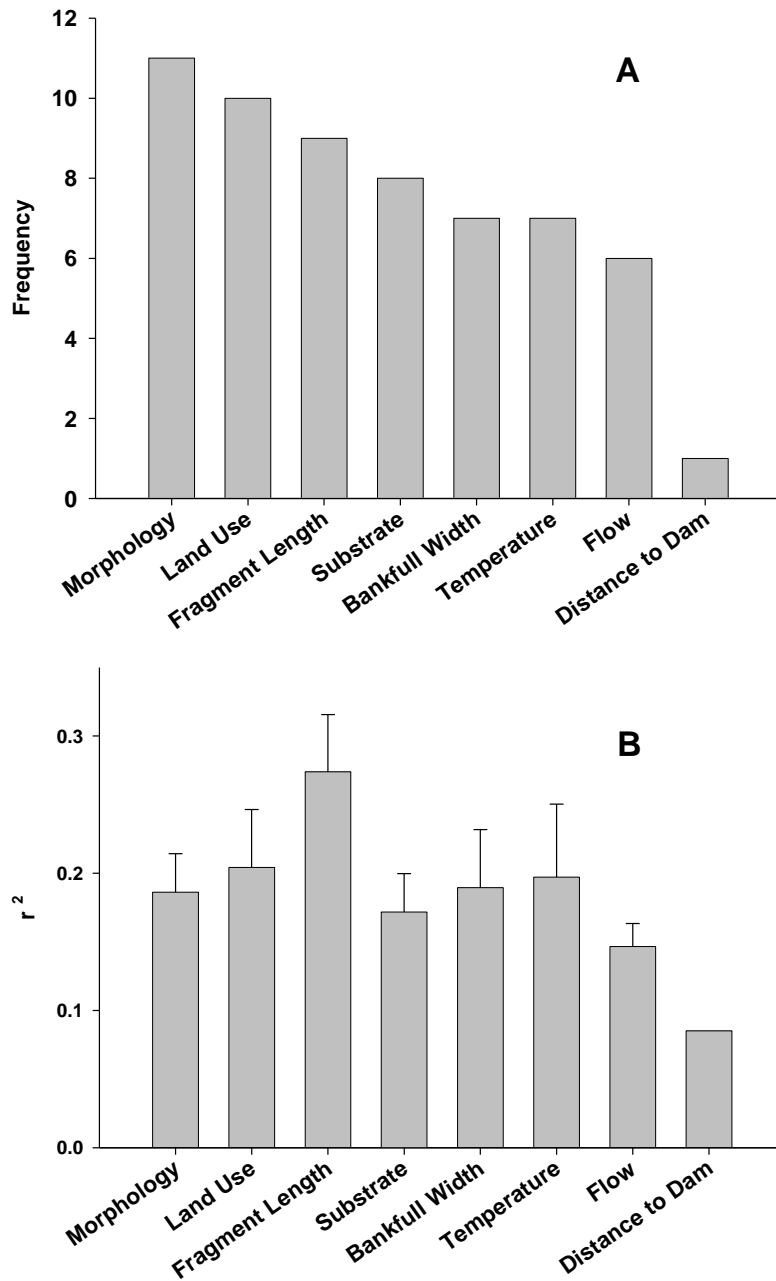 A
Frequency
12
10
8
6
4
2
0
Morphology
Land Use
Fragment Length
Substrate
Bankfull Width
Temperature
Flow
Distance to Dam
B
r 2
0.3
0.2
0.1
0.0
Morphology
Land Use
Fragment Length
Substrate
Bankfull Width
Temperature
Flow
Distance to Dam